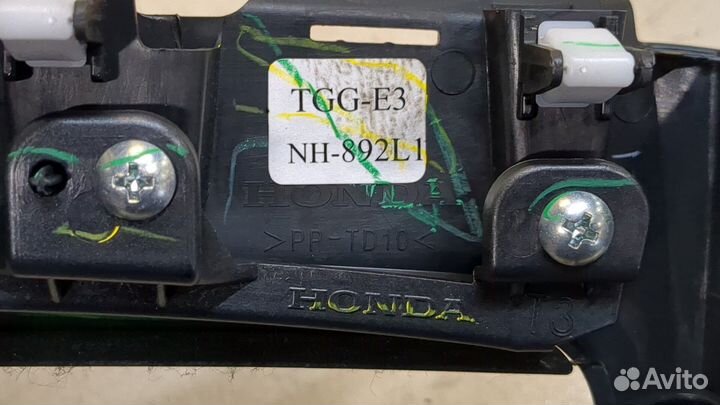 TGG-E3
NH-892L1
HONDA
>PP-TD10<
HONDA
T3
Avito